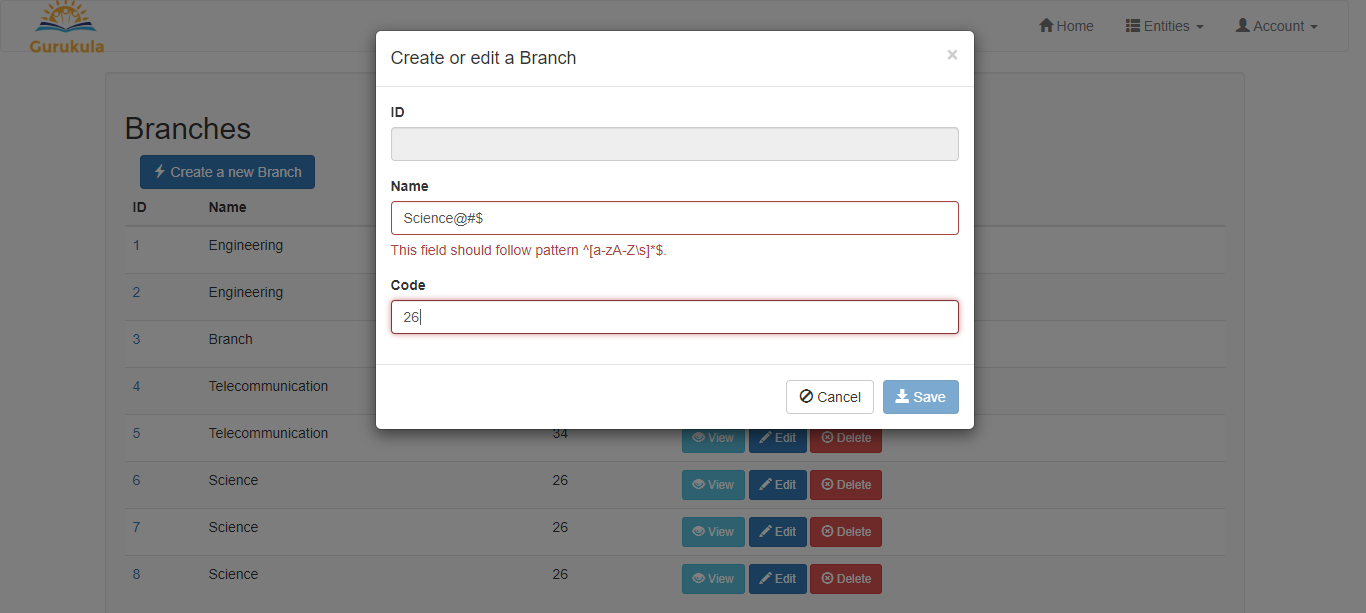 Gurukula
Home Entities Account
Create or edit a Branch ×
ID
Name
Science@#$
This field should follow pattern ^[a-zA-Z\s]*$.
Code
26
Cancel Save
Branches
Create a new Branch
ID Name
1 Engineering
2 Engineering
3 Branch
4 Telecommunication
5 Telecommunication 34 View Edit Delete
6 Science 26 View Edit Delete
7 Science 26 View Edit Delete
8 Science 26 View Edit Delete